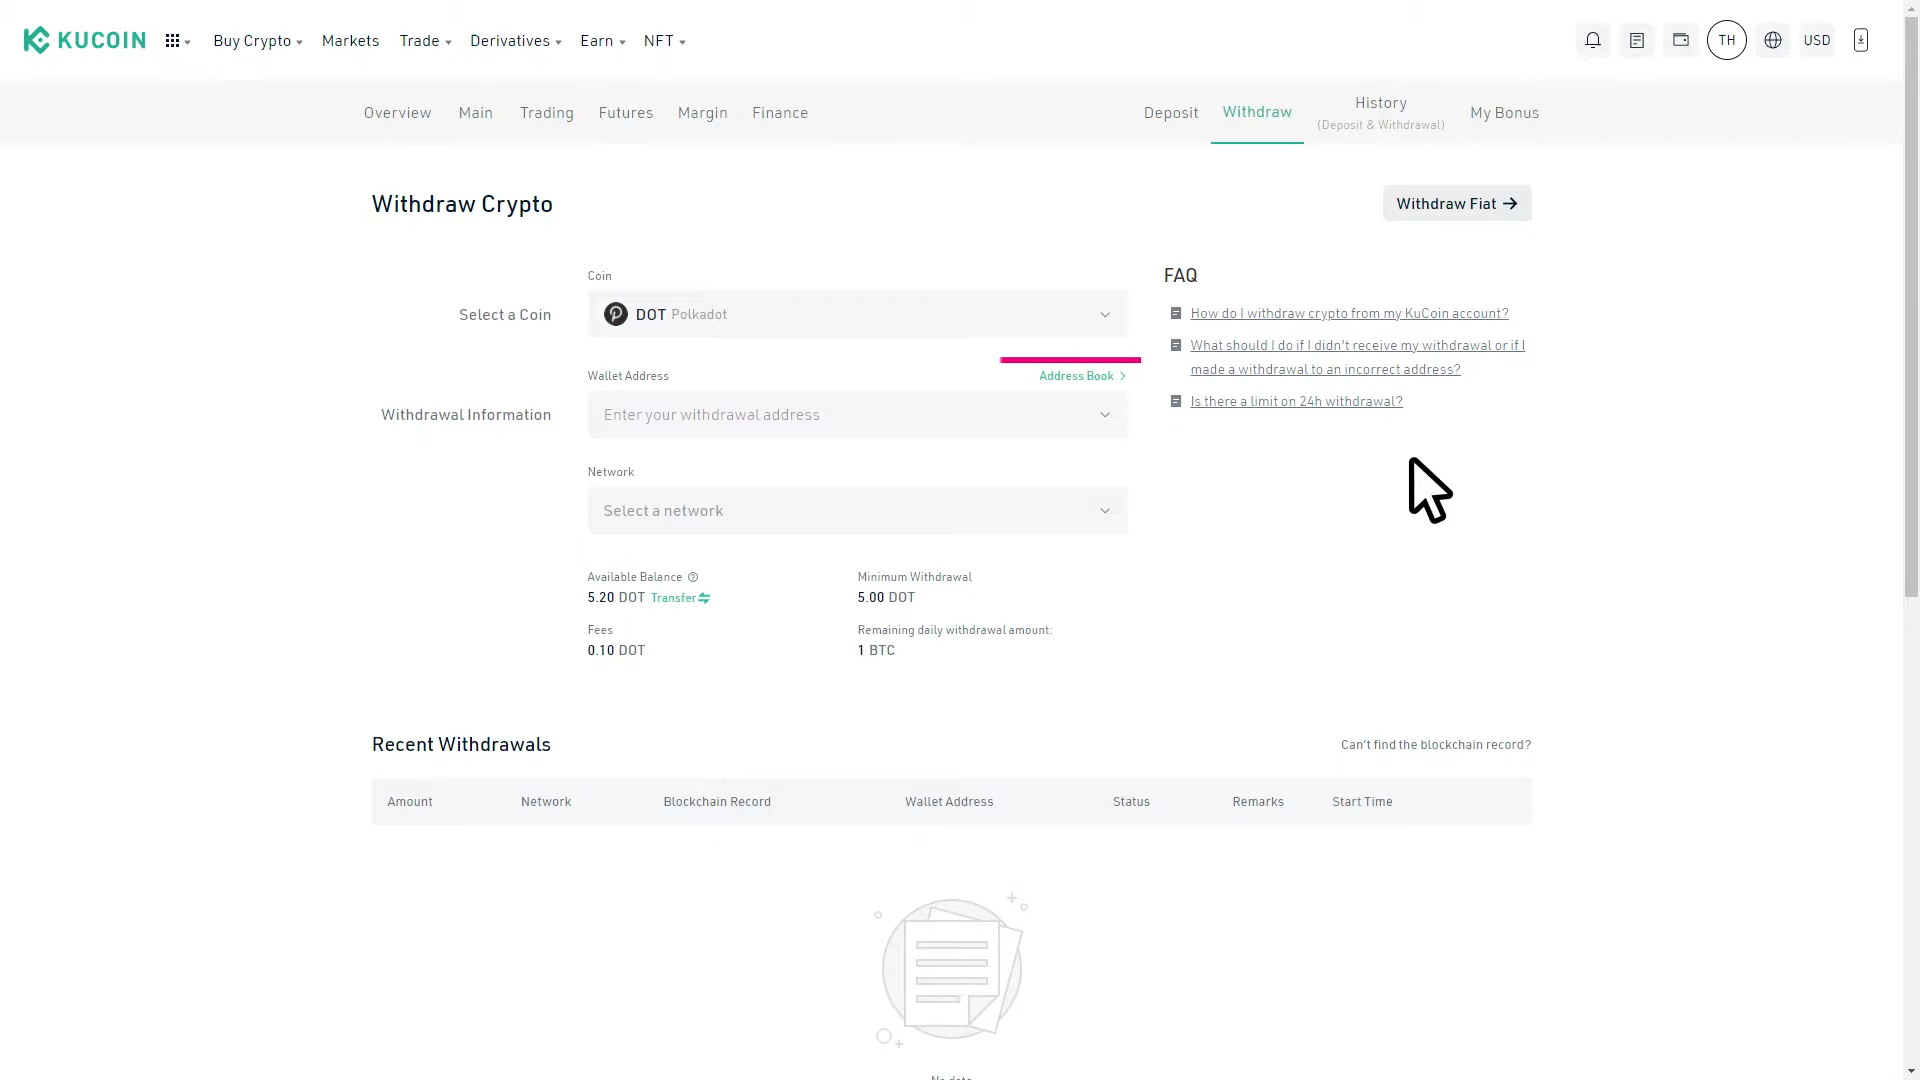 KUCOIN
Buy Crypto
Markets
Trade
Derivatives
Earn
NFT
TH
USD
Overview
Main
Trading
Futures
Margin
Finance
Deposit
Withdraw
History
(Deposit & Withdrawal)
My Bonus
Withdraw Crypto
Withdraw Fiat
Coin
Select a Coin
DOT Polkadot
Wallet Address
Address Book
Withdrawal Information
Enter your withdrawal address
Network
Select a network
Available Balance
5.20 DOT Transfer
Minimum Withdrawal
5.00 DOT
Fees
0.10 DOT
Remaining daily withdrawal amount:
1 BTC
FAQ
How do I withdraw crypto from my KuCoin account?
What should I do if I didn't receive my withdrawal or if I
made a withdrawal to an incorrect address?
Is there a limit on 24h withdrawal?
Recent Withdrawals
Can't find the blockchain record?
Amount
Network
Blockchain Record
Wallet Address
Status
Remarks
Start Time